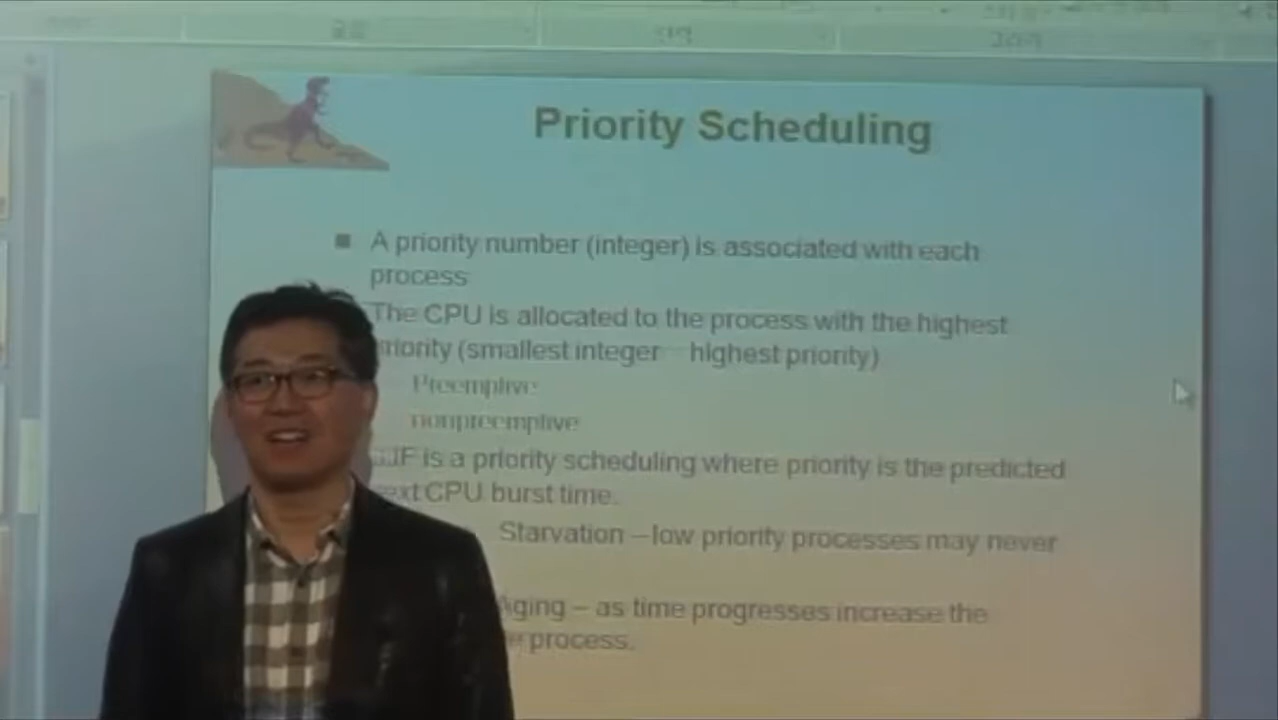 Priority Scheduling
A priority number (integer) is associated with each
process
The CPU is allocated to the process with the highest
riority (smallest integer highest priority)
Preemptive
nonpreemptive
JF is a priority scheduling where priority is the predicted
ext CPU burst time.
Starvation – low priority processes may never
Aging – as time progresses increase the
process.